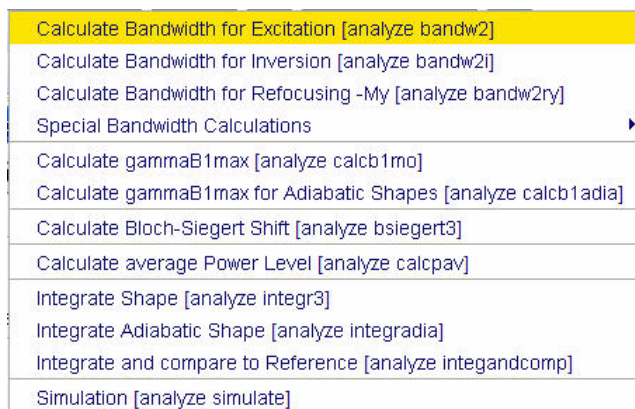 Calculate Bandwidth for Excitation [analyze bandw2]
Calculate Bandwidth for Inversion [analyze bandw2i]
Calculate Bandwidth for Refocusing -My [analyze bandw2ry]
Special Bandwidth Calculations
Calculate gammaB1max [analyze calcb1mo]
Calculate gammaB1max for Adiabatic Shapes [analyze calcb1adia]
Calculate Bloch-Siegert Shift [analyze bsiegert3]
Calculate average Power Level [analyze calcpav]
Integrate Shape [analyze integr3]
Integrate Adiabatic Shape [analyze integradia]
Integrate and compare to Reference [analyze integandcomp]
Simulation [analyze simulate]